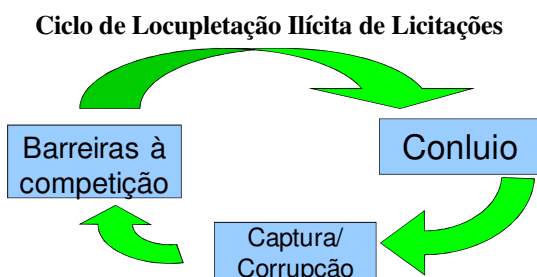 Ciclo de Locupletação Ilícita de Licitações
Barreiras à
competição
Conluio
Captura/
Corrupção